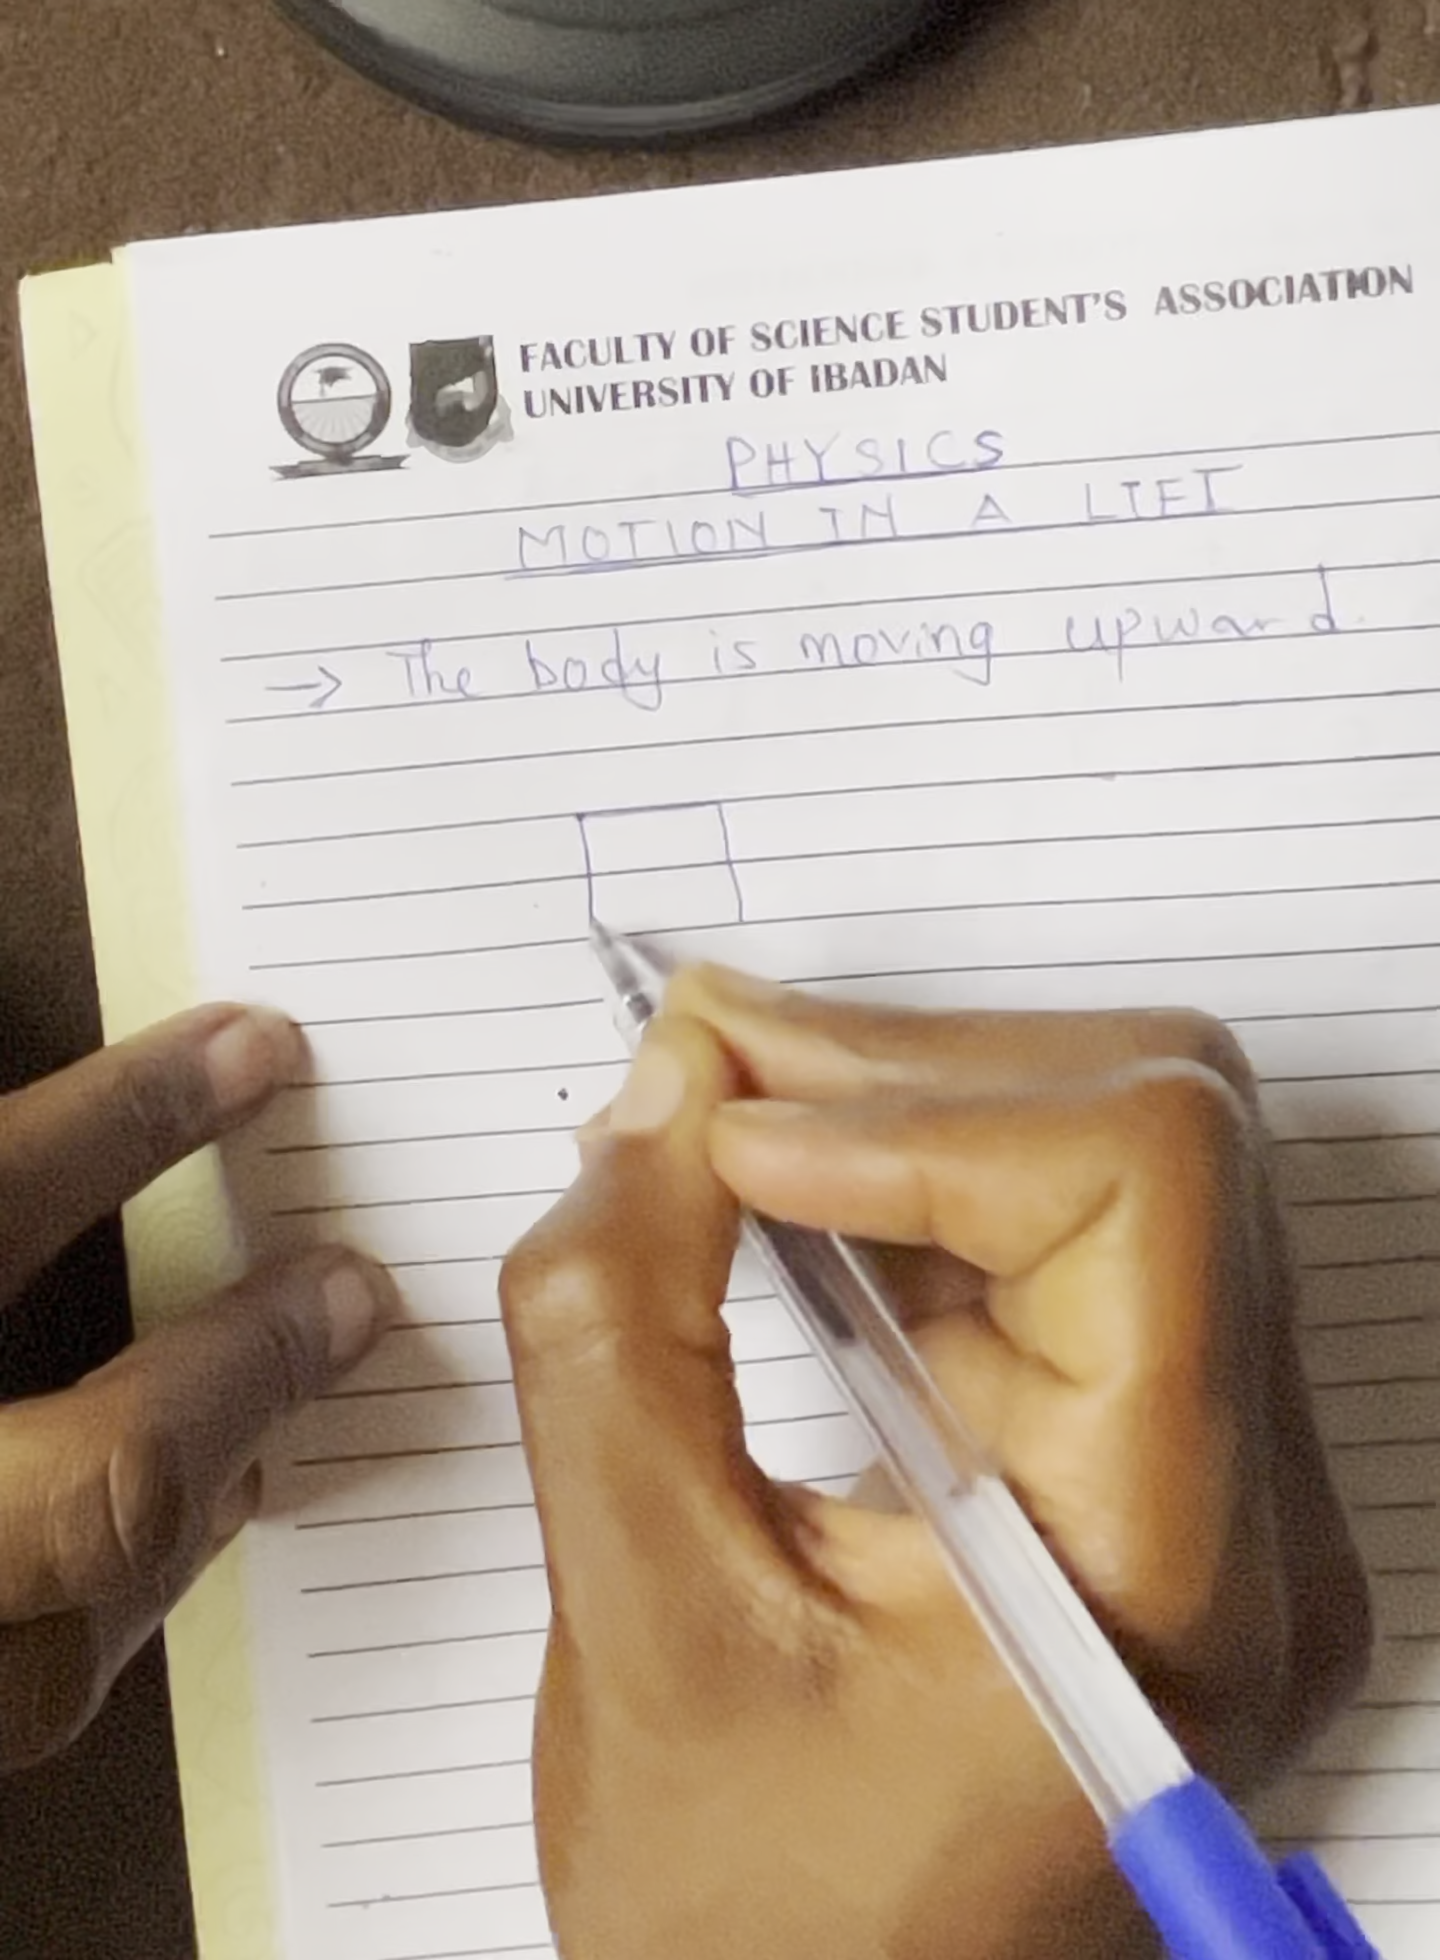 FACULTY OF SCIENCE STUDENT'S ASSOCIATION
UNIVERSITY OF IBADAN
PHYSICS
MOTION IN A LIFT
→ The body is moving upward.